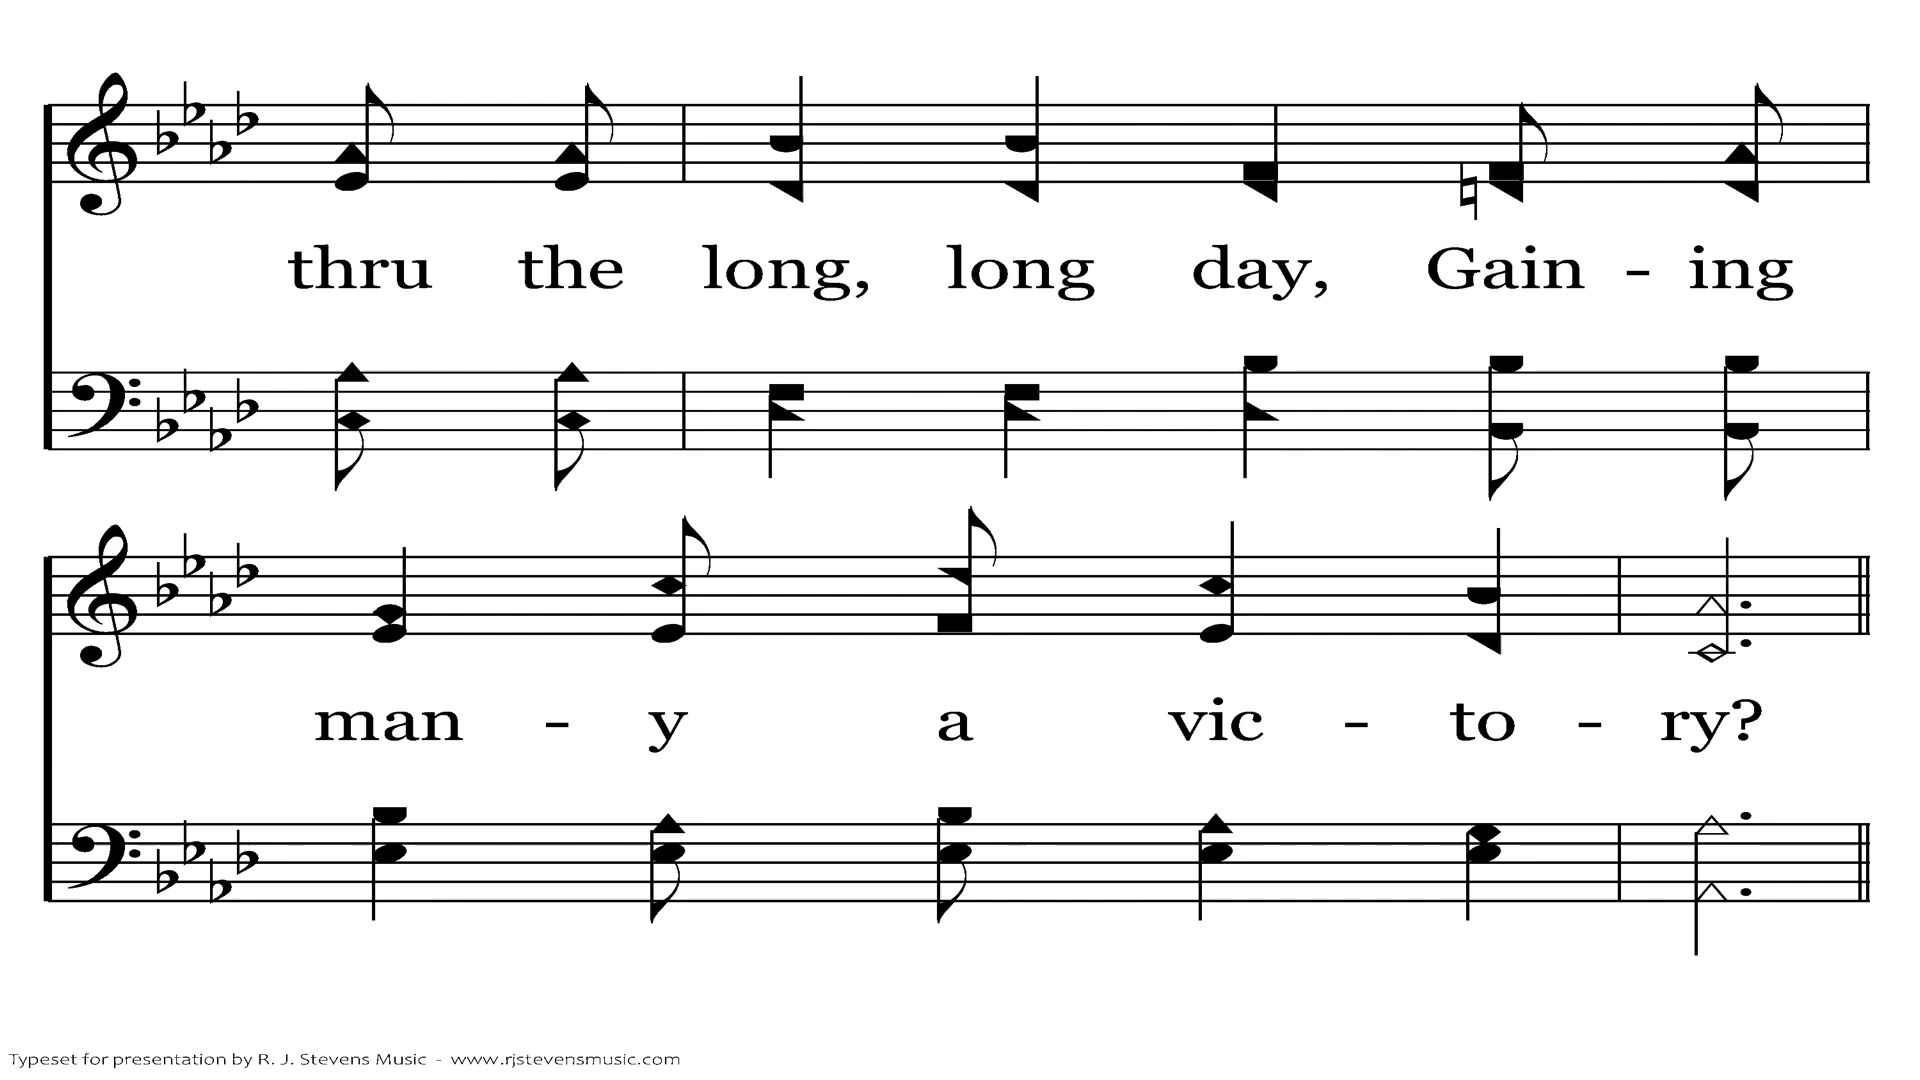 thru the long, long day, Gain - ing
man - y a vic - to - ry?
Typeset for presentation by R. J. Stevens Music - www.rjstevensmusic.com